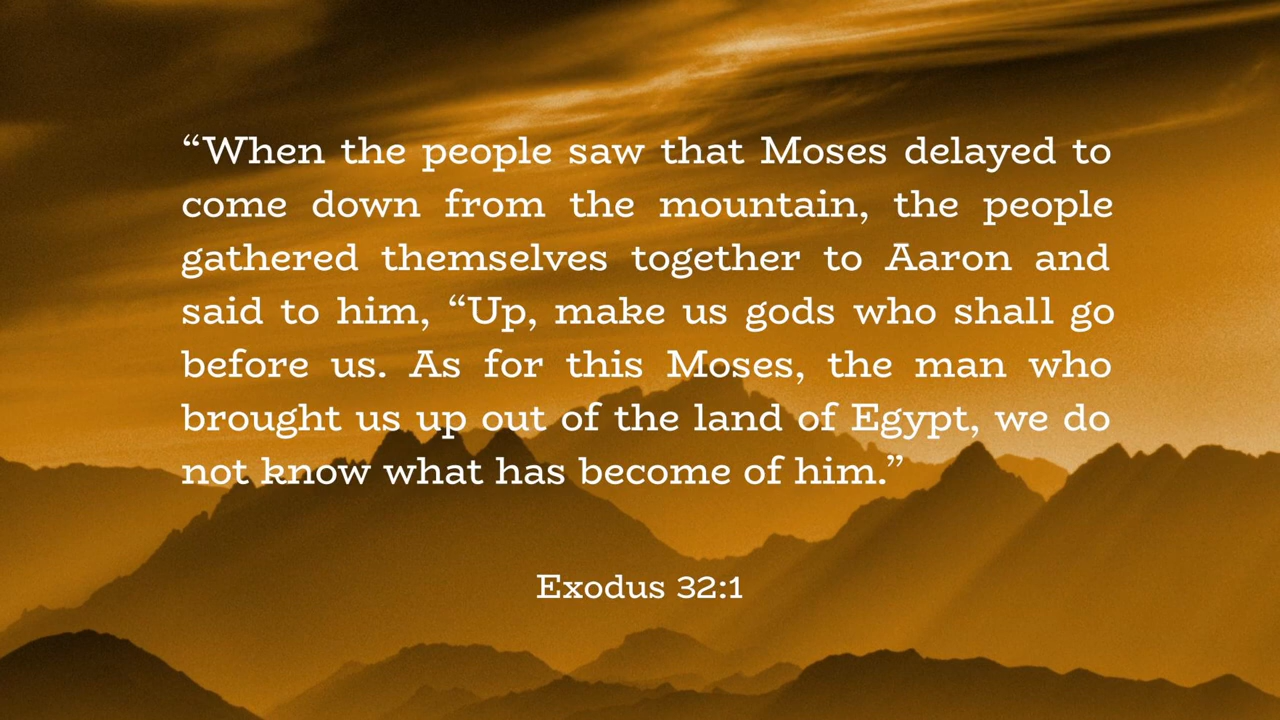 “When the people saw that Moses delayed to
come down from the mountain, the people
gathered themselves together to Aaron and
said to him, “Up, make us gods who shall go
before us. As for this Moses, the man who
brought us up out of the land of Egypt, we do
not know what has become of him.”
Exodus 32:1